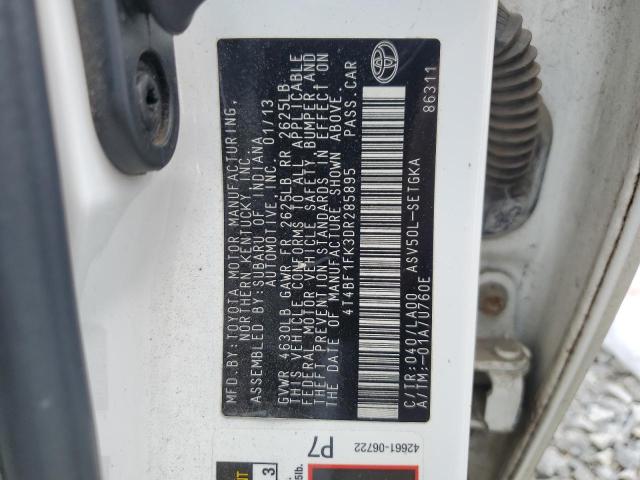 MFD.BY:TOYOTA MOTOR MANUFACTURING,
NORTHERN KENTUCKY, INC.
ASSEMBLED BY:SUBARU OF INDIANA
AUTOMOTIVE, INC. 01/13
GVWR 4630LB GAWR FR 2625LB RR 2625LB
THIS VEHICLE CONFORMS TO ALL APPLICABLE
FEDERAL MOTOR VEHICLE SAFETY, BUMPER, AND
THEFT PREVENTION STANDARDS IN EFFECT ON
THE DATE OF MANUFACTURE SHOWN ABOVE.
4T4BF1FK3DR285895 PASS.CAR
C/TR:040/LA00 ASV50L-SETGKA
A/TM:-01A/U760E 86311
42661-06722
P7
3